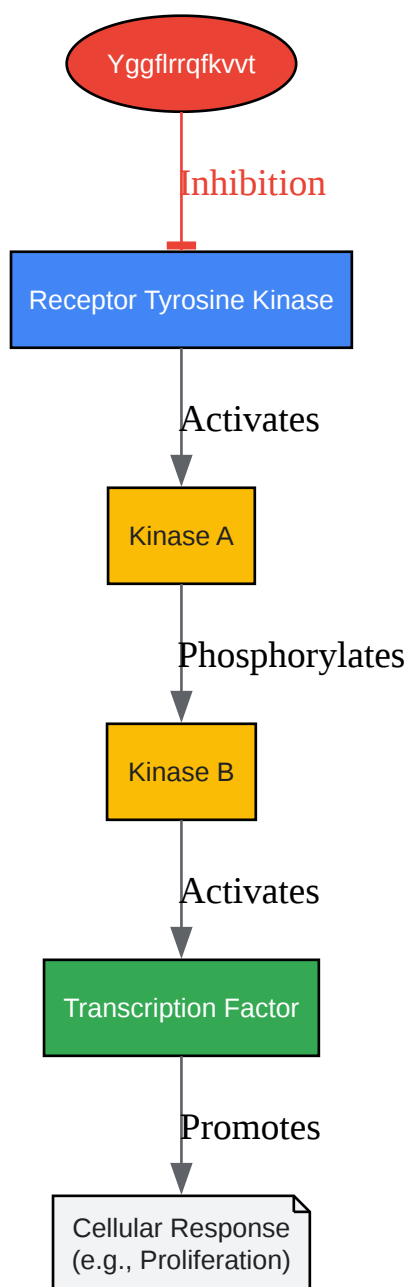 Yggflrrqfkvvt
Inhibition
Receptor Tyrosine Kinase
Activates
Kinase A
Phosphorylates
Kinase B
Activates
Transcription Factor
Promotes
Cellular Response
(e.g., Proliferation)